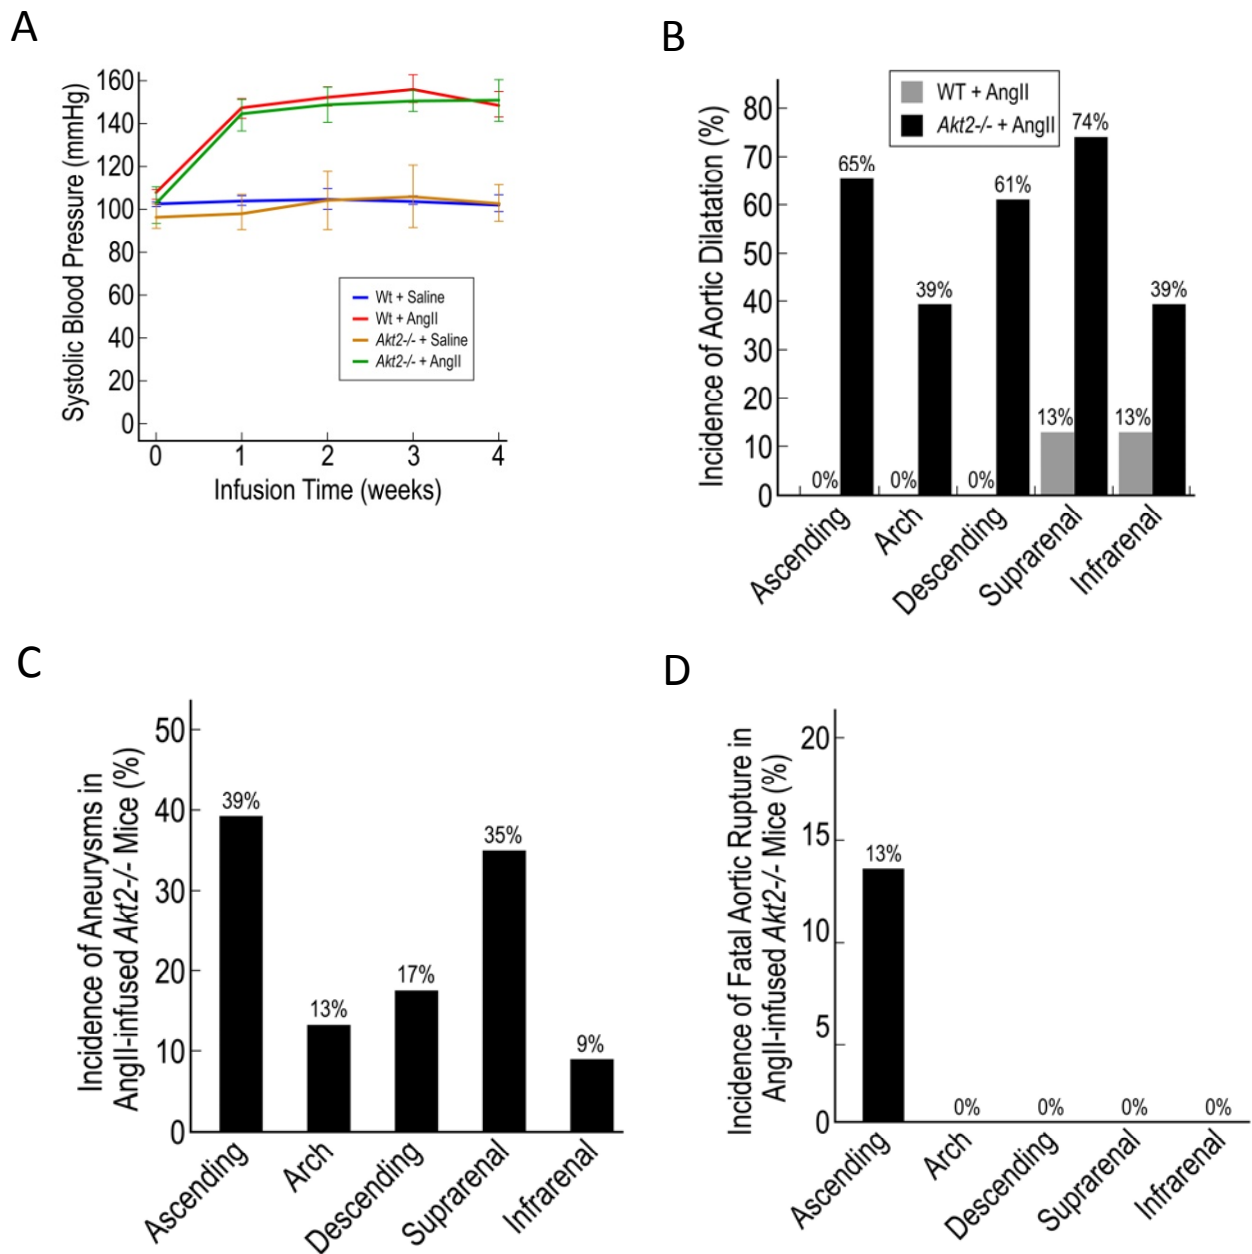 A
Systolic Blood Pressure (mmHg)
160
140
120
100
80
60
40
20
0
Wt + Saline
Wt + AngII
Akt2-/- + Saline
Akt2-/- + AngII
0 1 2 3 4
Infusion Time (weeks)
B
Incidence of Aortic Dilatation (%)
80
70
60
50
40
30
20
10
0
WT + AngII
Akt2-/- + AngII
0% 65%
0% 39%
0% 61%
13% 74%
13% 39%
Ascending
Arch
Descending
Suprarenal
Infrarenal
C
Incidence of Aneurysms in
AngII-infused Akt2-/- Mice (%)
50
40
30
20
10
0
39%
13%
17%
35%
9%
Ascending
Arch
Descending
Suprarenal
Infrarenal
D
Incidence of Fatal Aortic Rupture in
AngII-infused Akt2-/- Mice (%)
20
15
10
5
0
13%
0%
0%
0%
0%
Ascending
Arch
Descending
Suprarenal
Infrarenal